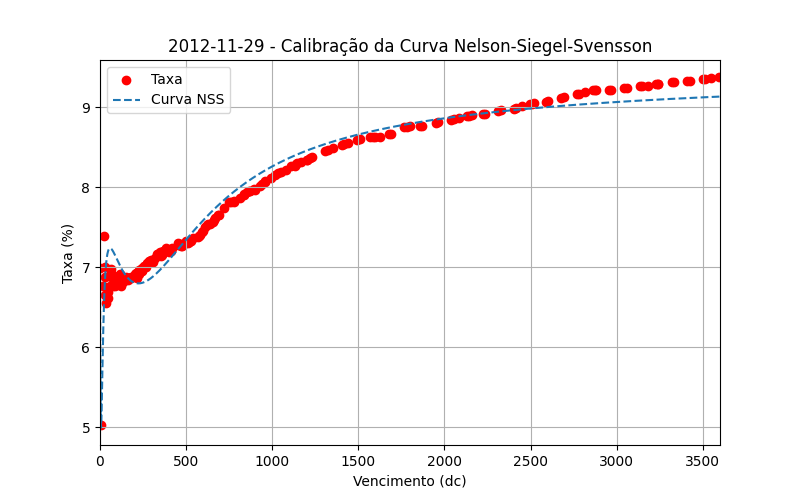 2012-11-29 - Calibração da Curva Nelson-Siegel-Svensson
Taxa
Curva NSS
Taxa (%)
9
8
7
6
5
0 500 1000 1500 2000 2500 3000 3500
Vencimento (dc)